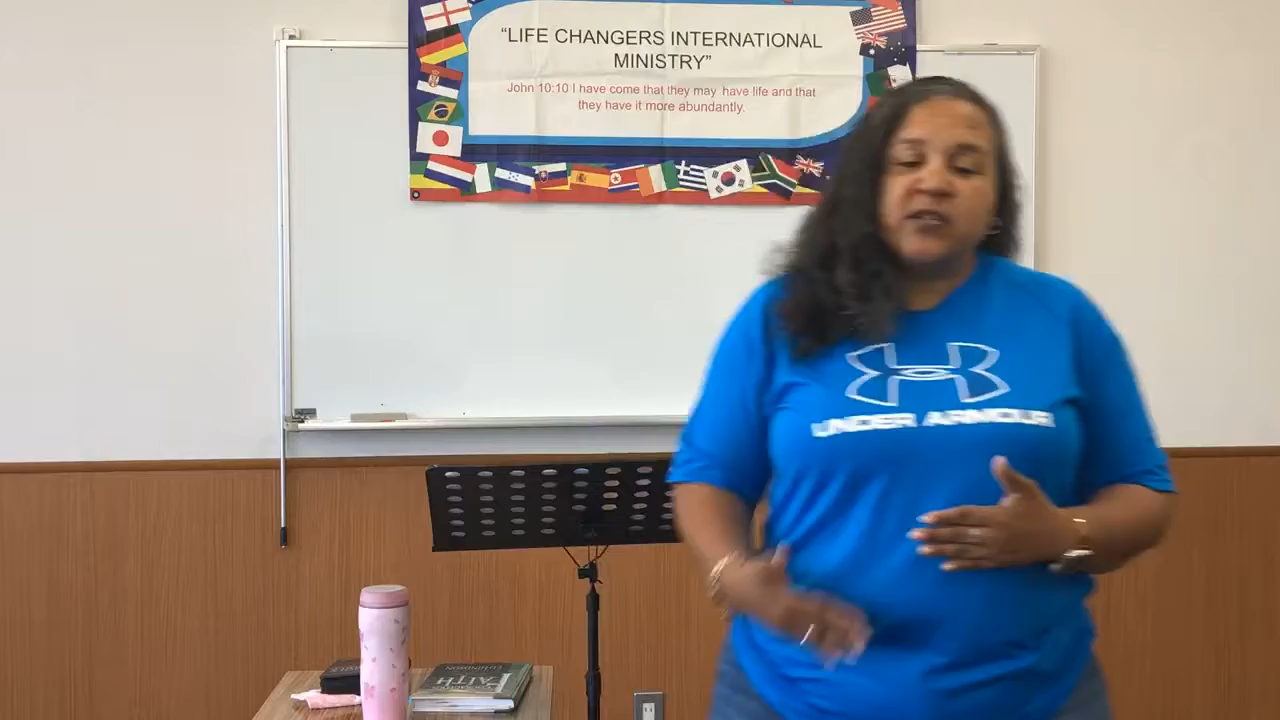 “LIFE CHANGERS INTERNATIONAL
MINISTRY”
John 10:10 I have come that they may have life and that
they have it more abundantly.
UNDER ARMOUR
FAITH